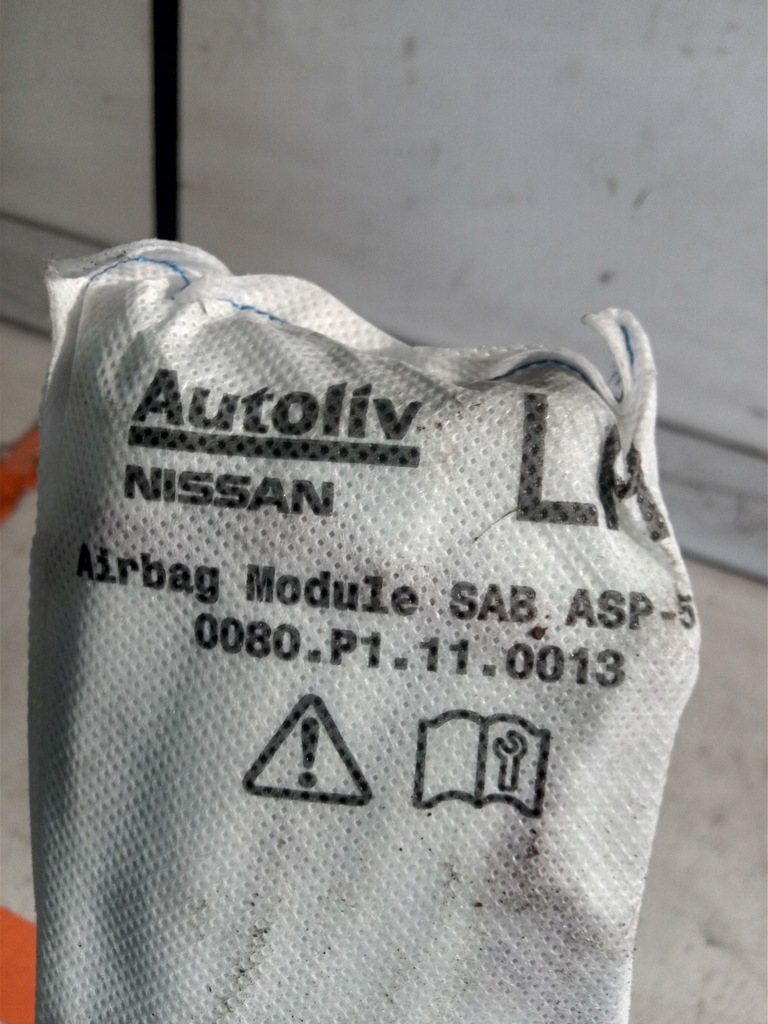 Autoliv
NISSAN
Airbag Module SAB ASP-5
0080.P1.11.0013